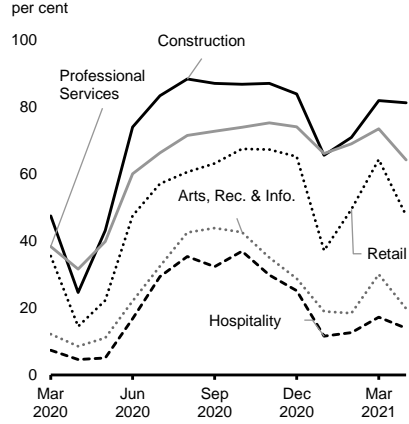 per cent
100
Construction
Professional
Services
80
60
Arts, Rec. & Info.
40
Retail
20
Hospitality
0
Mar Jun Sep Dec Mar
2020 2020 2020 2020 2021